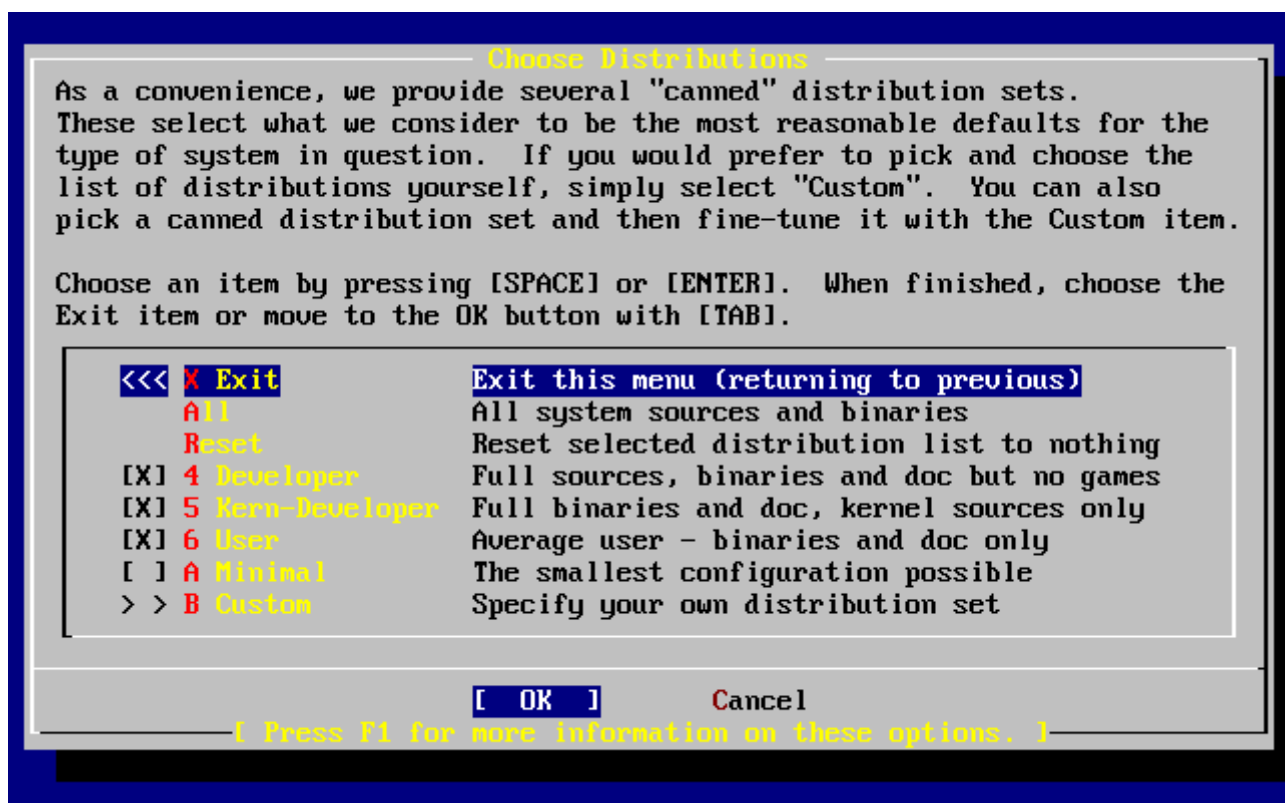 Choose Distributions
As a convenience, we provide several "canned" distribution sets.
These select what we consider to be the most reasonable defaults for the
type of system in question.  If you would prefer to pick and choose the
list of distributions yourself, simply select "Custom".  You can also
pick a canned distribution set and then fine-tune it with the Custom item.
Choose an item by pressing [SPACE] or [ENTER].  When finished, choose the
Exit item or move to the OK button with [TAB].
<<< X Exit Exit this menu (returning to previous)
All All system sources and binaries
Reset Reset selected distribution list to nothing
[X] 4 Developer Full sources, binaries and doc but no games
[X] 5 Kern-Developer Full binaries and doc, kernel sources only
[X] 6 User Average user - binaries and doc only
[ ] A Minimal The smallest configuration possible
> > B Custom Specify your own distribution set
[ OK ] Cancel
[ Press F1 for more information on these options. ]